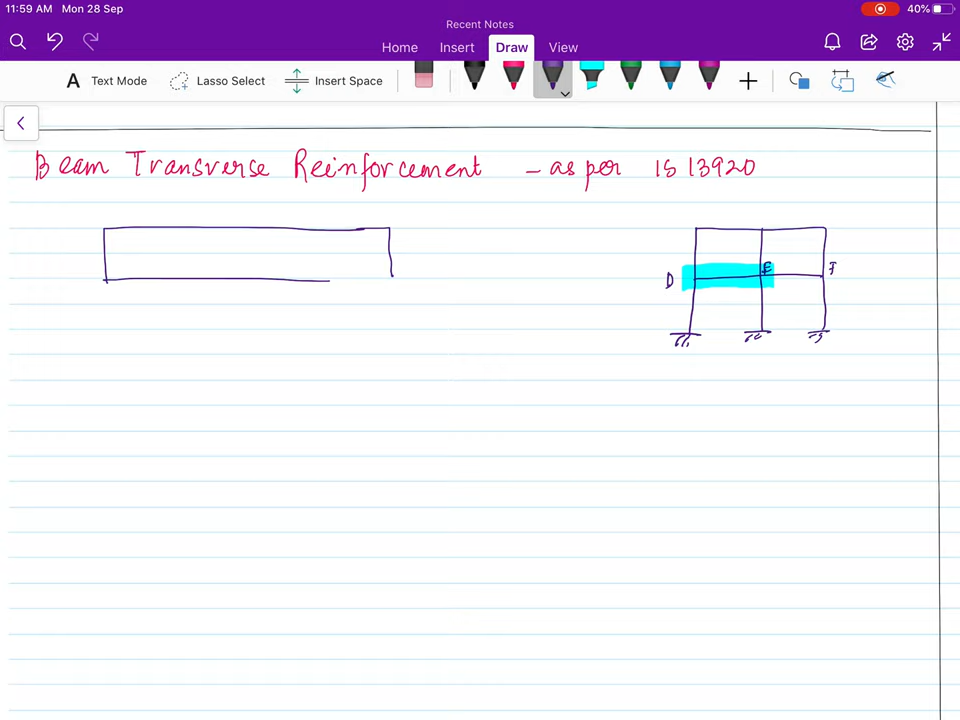 11:59 AM Mon 28 Sep
40%
Recent Notes
Home Insert Draw View
A Text Mode Lasso Select Insert Space
Beam Transverse Reinforcement - as per IS 13920
D E F